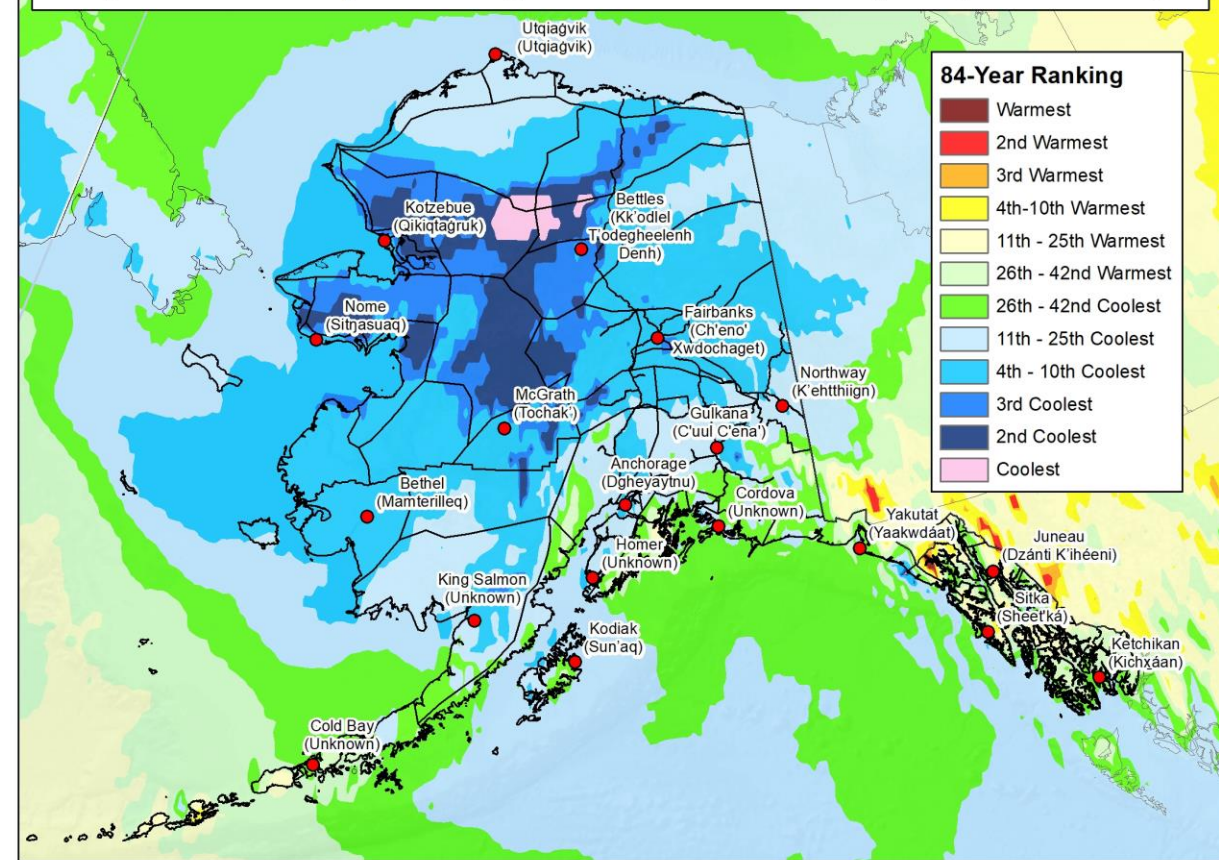 Utqiaġvik
(Utqiaġvik)
84-Year Ranking
Warmest
2nd Warmest
3rd Warmest
4th-10th Warmest
11th - 25th Warmest
26th - 42nd Warmest
26th - 42nd Coolest
11th - 25th Coolest
4th - 10th Coolest
3rd Coolest
2nd Coolest
Coolest
Kotzebue
(Qikiqtaġruk)
Bettles
(Kk'odlel
T'odegheelenh
Denh)
Nome
(Sitŋasuaq)
Fairbanks
(Ch'eno'
Xwdochaget)
Northway
(K'ehtthiign)
McGrath
(Tochak')
Gulkana
(C'uul C'ena')
Anchorage
(Dgheyaytnu)
Bethel
(Mamterilleq)
Cordova
(Unknown)
Yakutat
(Yaakwdáat)
Juneau
(Dzánti K'ihéeni)
Homer
(Unknown)
King Salmon
(Unknown)
Sitka
(Sheet'ká)
Kodiak
(Sun'aq)
Ketchikan
(Kichx̱áan)
Cold Bay
(Unknown)